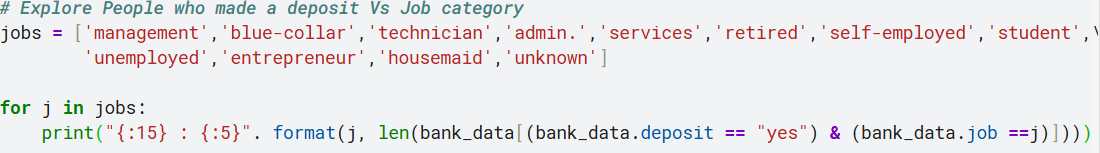 # Explore People who made a deposit Vs Job category
jobs = ['management','blue-collar','technician','admin.','services','retired','self-employed','student',\
'unemployed','entrepreneur','housemaid','unknown']
for j in jobs:
print("{:15} : {:5}". format(j, len(bank_data[(bank_data.deposit == "yes") & (bank_data.job ==j)])))